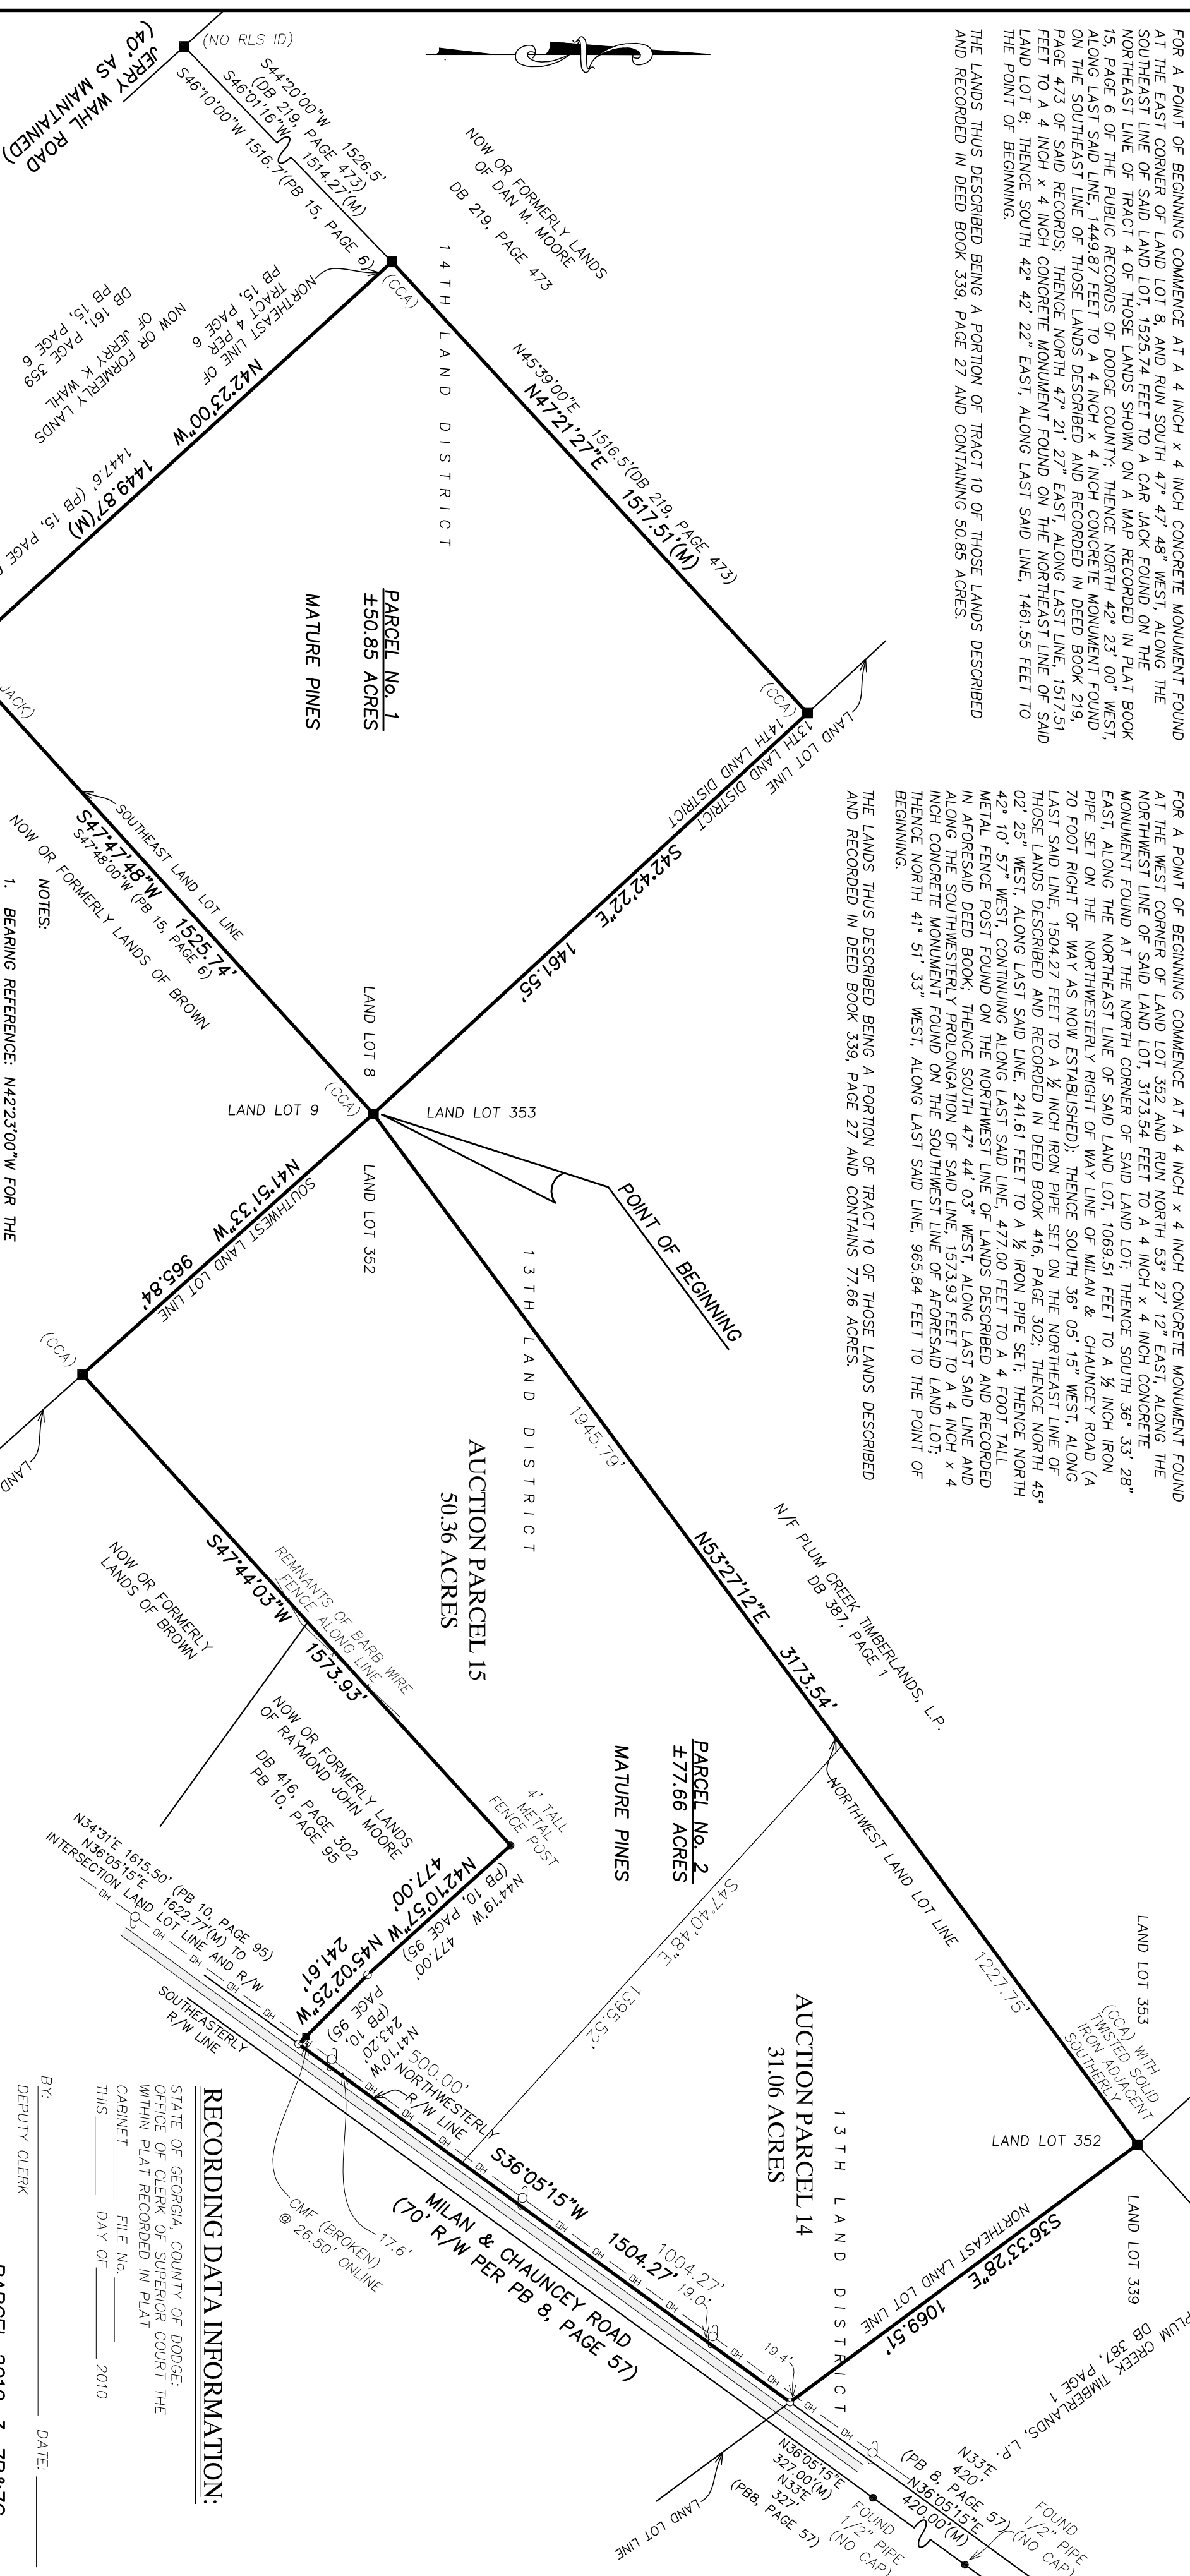 FOR A POINT OF BEGINNING COMMENCE AT A 4 INCH x 4 INCH CONCRETE MONUMENT FOUND
AT THE EAST CORNER OF LAND LOT 8, AND RUN SOUTH 47° 47' 48" WEST, ALONG THE
SOUTHEAST LINE OF SAID LAND LOT, 1525.74 FEET TO A CAR JACK FOUND ON THE
NORTHEAST LINE OF TRACT 4 OF THOSE LANDS SHOWN ON A MAP RECORDED IN PLAT BOOK
15, PAGE 6 OF THE PUBLIC RECORDS OF DODGE COUNTY; THENCE NORTH 42° 23' 00" WEST,
ALONG LAST SAID LINE, 1449.87 FEET TO A 4 INCH x 4 INCH CONCRETE MONUMENT FOUND
ON THE SOUTHEAST LINE OF THOSE LANDS DESCRIBED AND RECORDED IN DEED BOOK 219,
PAGE 473 OF SAID RECORDS; THENCE NORTH 47° 21' 27" EAST, ALONG LAST LINE, 1517.51
FEET TO A 4 INCH x 4 INCH CONCRETE MONUMENT FOUND ON THE NORTHEAST LINE OF SAID
LAND LOT 8; THENCE SOUTH 42° 42' 22" EAST, ALONG LAST SAID LINE, 1461.55 FEET TO
THE POINT OF BEGINNING.
THE LANDS THUS DESCRIBED BEING A PORTION OF TRACT 10 OF THOSE LANDS DESCRIBED
AND RECORDED IN DEED BOOK 339, PAGE 27 AND CONTAINING 50.85 ACRES.
FOR A POINT OF BEGINNING COMMENCE AT A 4 INCH x 4 INCH CONCRETE MONUMENT FOUND
AT THE WEST CORNER OF LAND LOT 352 AND RUN NORTH 53° 27' 12" EAST, ALONG THE
NORTHWEST LINE OF SAID LAND LOT, 3173.54 FEET TO A 4 INCH x 4 INCH CONCRETE
MONUMENT FOUND AT THE NORTH CORNER OF SAID LAND LOT; THENCE SOUTH 36° 33' 28"
EAST, ALONG THE NORTHEAST LINE OF SAID LAND LOT, 1069.51 FEET TO A ½ INCH IRON
PIPE SET ON THE NORTHWESTERLY RIGHT OF WAY LINE OF MILAN & CHAUNCEY ROAD (A
70 FOOT RIGHT OF WAY AS NOW ESTABLISHED); THENCE SOUTH 36° 05' 15" WEST, ALONG
LAST SAID LINE, 1504.27 FEET TO A ½ INCH IRON PIPE SET ON THE NORTHEAST LINE OF
THOSE LANDS DESCRIBED AND RECORDED IN DEED BOOK 416, PAGE 302; THENCE NORTH 45°
02' 25" WEST, ALONG LAST SAID LINE, 241.61 FEET TO A ½ IRON PIPE SET; THENCE NORTH
42° 10' 57" WEST, CONTINUING ALONG LAST SAID LINE, 477.00 FEET TO A 4 FOOT TALL
METAL FENCE POST FOUND ON THE NORTHWEST LINE OF LANDS DESCRIBED AND RECORDED
IN AFORESAID DEED BOOK; THENCE SOUTH 47° 44' 03" WEST, ALONG LAST SAID LINE AND
ALONG THE SOUTHWESTERLY PROLONGATION OF SAID LINE, 1573.93 FEET TO A 4 INCH x 4
INCH CONCRETE MONUMENT FOUND ON THE SOUTHWEST LINE OF AFORESAID LAND LOT;
THENCE NORTH 41° 51' 33" WEST, ALONG LAST SAID LINE, 965.84 FEET TO THE POINT OF
BEGINNING.
THE LANDS THUS DESCRIBED BEING A PORTION OF TRACT 10 OF THOSE LANDS DESCRIBED
AND RECORDED IN DEED BOOK 339, PAGE 27 AND CONTAINS 77.66 ACRES.
(NO RLS ID)
JERRY WAHL ROAD
(40' AS MAINTAINED)
S44°20'00"W 1526.5'
(DB 219, PAGE 473)
S46°01'16"W 1514.27'(M)
S46°10'00"W 1516.7'(PB 15, PAGE 6)
NOW OR FORMERLY LANDS
OF DAN M. MOORE
DB 219, PAGE 473
14TH LAND DISTRICT
(CCA)
NORTHEAST LINE OF
TRACT 4 PER
PB 15, PAGE 6
NOW OR FORMERLY LANDS
OF JERRY K WAHL
DB 161, PAGE 359
PB 15, PAGE 6
N42°23'00"W
1449.87'(M)
1447.6' (PB 15, PAGE
N45°39'00"E 1516.5'(DB 219, PAGE 473)
N47°21'27"E 1517.51'(M)
PARCEL No. 1
±50.85 ACRES
MATURE PINES
(CCA)
LAND LOT LINE
13TH LAND DISTRICT
14TH LAND DISTRICT
S42°42'22"E 1461.55'
JACK)
SOUTHEAST LAND LOT LINE
S47°47'48"W 1525.74'
S47°48'00"W (PB 15, PAGE 6)
NOW OR FORMERLY LANDS OF BROWN
NOTES:
1. BEARING REFERENCE: N42°23'00"W FOR THE
LAND LOT 8
LAND LOT 9
(CCA)
LAND LOT 353
LAND LOT 352
POINT OF BEGINNING
N41°51'33"W 965.84'
SOUTHWEST LAND LOT LINE
(CCA)
LAND
13TH LAND DISTRICT
1945.79'
AUCTION PARCEL 15
50.36 ACRES
N/F PLUM CREEK TIMBERLANDS, L.P.
DB 387, PAGE 1
N53°27'12"E 3173.54'
S47°44'03"W 1573.93'
REMNANTS OF BARB WIRE
FENCE ALONG LINE
NOW OR FORMERLY
LANDS OF BROWN
NOW OR FORMERLY LANDS
OF RAYMOND JOHN MOORE
DB 416, PAGE 302
PB 10, PAGE 95
4' TALL
METAL
FENCE POST
PARCEL No. 2
±77.66 ACRES
MATURE PINES
NORTHWEST LAND LOT LINE
1227.75'
S47°40'48"E 1395.52'
N44°19'W 477.00'
(PB 10, PAGE 95)
N42°10'57"W
477.00'
N45°02'25"W
241.61'
N41°10'W
243.20'
(PB 10,
PAGE 95)
N34°31'E 1615.50' (PB 10, PAGE 95)
N36°05'15"E 1622.77'(M) TO
INTERSECTION LAND LOT LINE AND R/W
OH OH OH OH OH OH OH OH OH OH
SOUTHEASTERLY
R/W LINE
500.00'
NORTHWESTERLY
R/W LINE
AUCTION PARCEL 14
31.06 ACRES
13TH LAND DISTRICT
LAND LOT 353
(CCA) WITH
TWISTED SOLID
IRON ADJACENT
SOUTHERLY
LAND LOT 352
LAND LOT 339
S36°33'28"E 1069.51'
NORTHEAST LAND LOT LINE
PLUM CREEK TIMBERLANDS, L.P.
DB 387, PAGE 1
S36°05'15"W 1504.27'
1004.27'
19.0'
19.4'
17.6'
CMF (BROKEN)
@ 26.50' ONLINE
MILAN & CHAUNCEY ROAD
(70' R/W PER PB 8, PAGE 57)
N33°E
420'
(PB 8, PAGE 57)
N36°05'15"E
420.00'(M)
N36°05'15"E
327.00'(M)
N33°E
327'
(PB8, PAGE 57)
FOUND
1/2" PIPE
(NO CAP)
FOUND
1/2" PIPE
(NO CAP)
LAND LOT LINE
RECORDING DATA INFORMATION:
STATE OF GEORGIA, COUNTY OF DODGE:
OFFICE OF CLERK OF SUPERIOR COURT THE
WITHIN PLAT RECORDED IN PLAT
CABINET FILE No.
THIS DAY OF 2010
BY: DATE:
DEPUTY CLERK